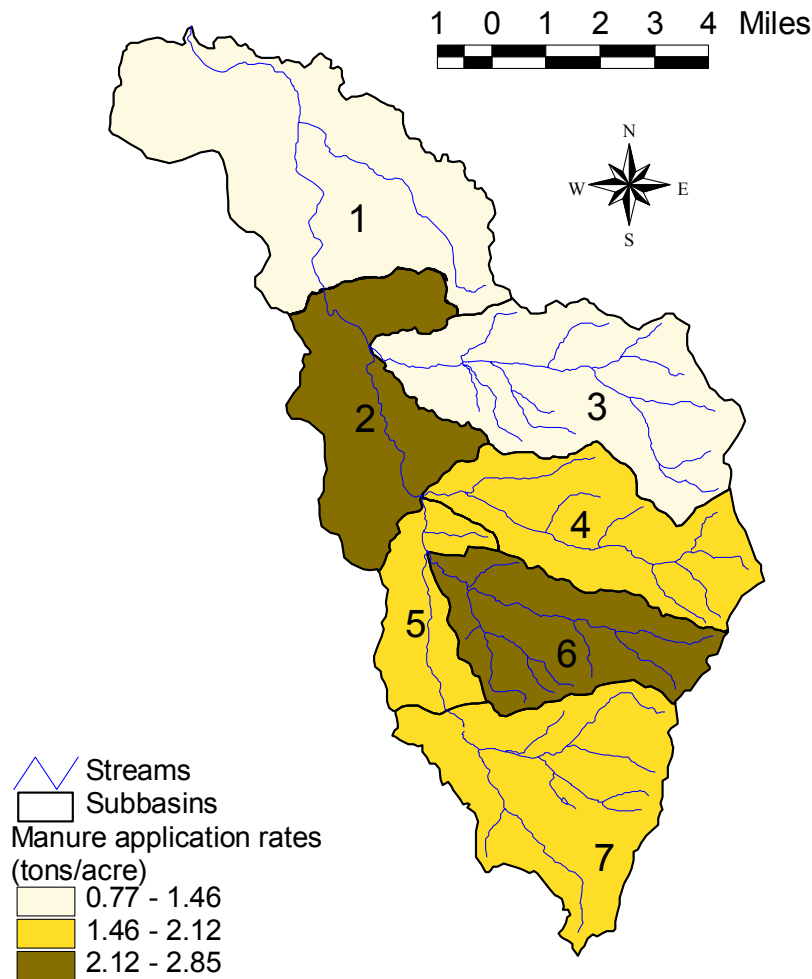 1 0 1 2 3 4 Miles
N
W E
S
1
2
3
4
5
6
7
Streams
Subbasins
Manure application rates
(tons/acre)
0.77 - 1.46
1.46 - 2.12
2.12 - 2.85